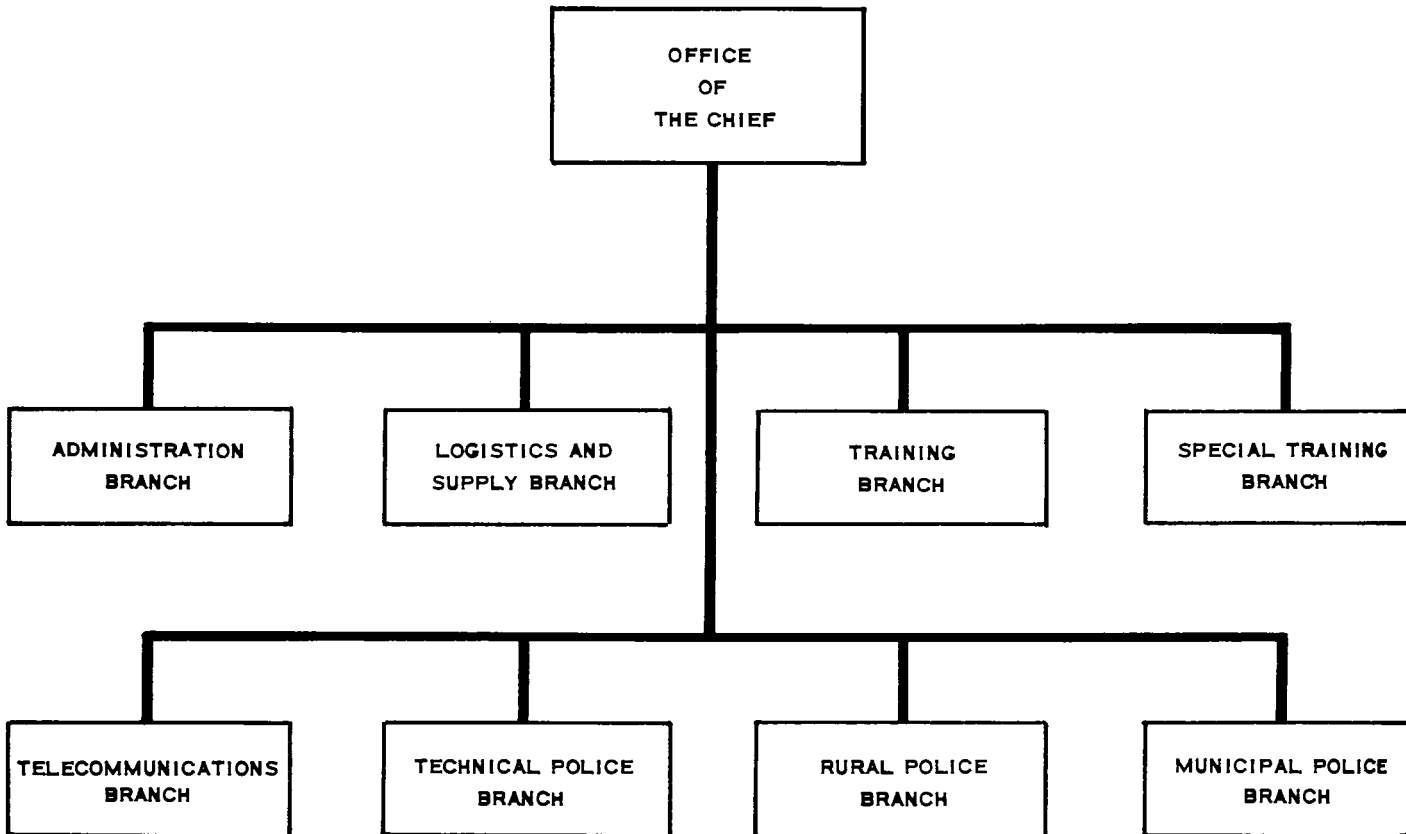 OFFICE
OF
THE CHIEF
ADMINISTRATION
BRANCH
LOGISTICS AND
SUPPLY BRANCH
TRAINING
BRANCH
SPECIAL TRAINING
BRANCH
TELECOMMUNICATIONS
BRANCH
TECHNICAL POLICE
BRANCH
RURAL POLICE
BRANCH
MUNICIPAL POLICE
BRANCH